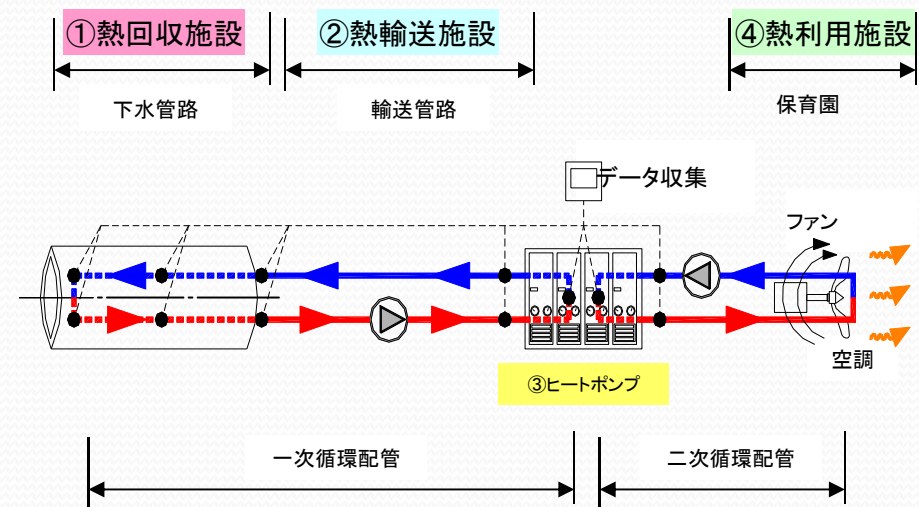 ①熱回収施設
②熱輸送施設
④熱利用施設
下水管路
輸送管路
保育園
データ収集
ファン
空調
③ヒートポンプ
一次循環配管
二次循環配管